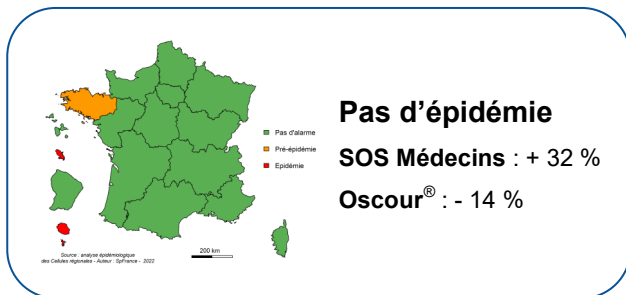 Pas d'alarme
Pré-épidémie
Epidémie
200 km
Source : analyse épidémiologique
des Cellules régionales - Auteur : SpFrance - 2022
Pas d’épidémie
SOS Médecins : + 32 %
Oscour® : - 14 %